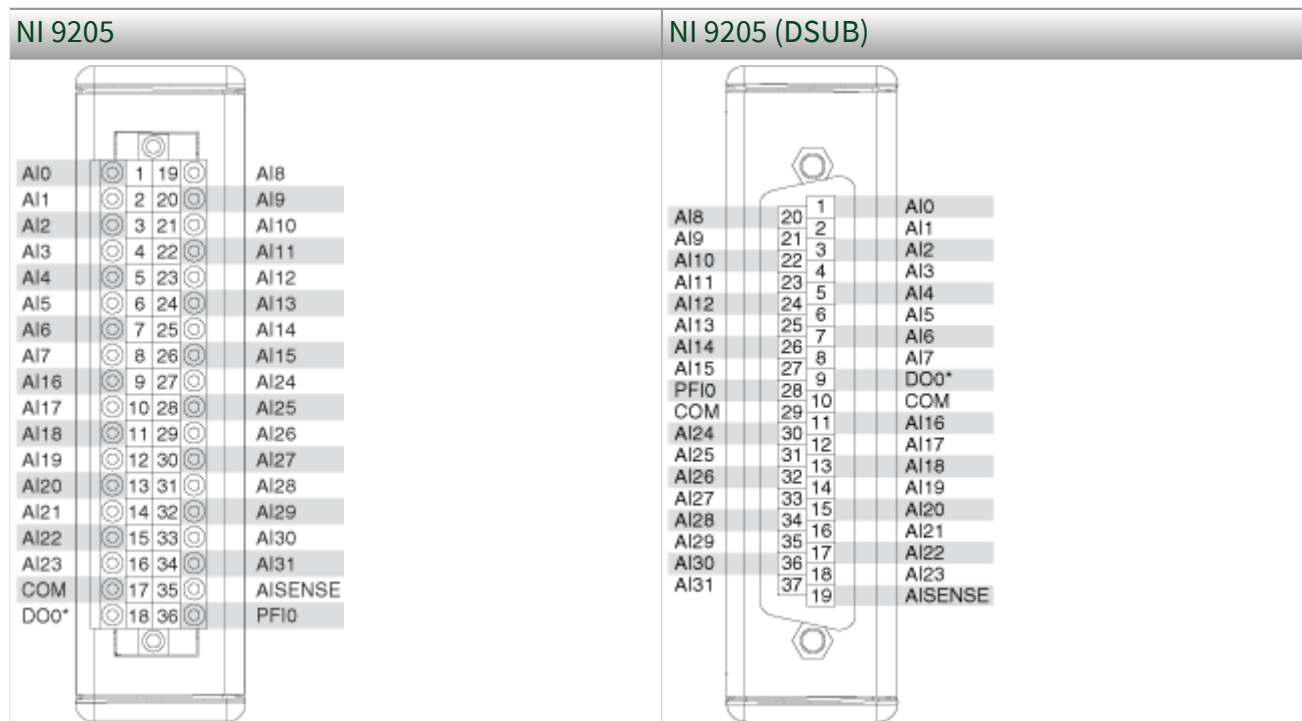 NI 9205
NI 9205 (DSUB)
AI0 1 19 AI8
AI1 2 20 AI9
AI2 3 21 AI10
AI3 4 22 AI11
AI4 5 23 AI12
AI5 6 24 AI13
AI6 7 25 AI14
AI7 8 26 AI15
AI16 9 27 AI24
AI17 10 28 AI25
AI18 11 29 AI26
AI19 12 30 AI27
AI20 13 31 AI28
AI21 14 32 AI29
AI22 15 33 AI30
AI23 16 34 AI31
COM 17 35 AISENSE
DO0* 18 36 PFI0
1 AI0
AI8 20
2 AI1
AI9 21
3 AI2
AI10 22
4 AI3
AI11 23
5 AI4
AI12 24
6 AI5
AI13 25
7 AI6
AI14 26
8 AI7
AI15 27
9 DO0*
PFI0 28
10 COM
COM 29
11 AI16
AI24 30
12 AI17
AI25 31
13 AI18
AI26 32
14 AI19
AI27 33
15 AI20
AI28 34
16 AI21
AI29 35
17 AI22
AI30 36
18 AI23
AI31 37
19 AISENSE